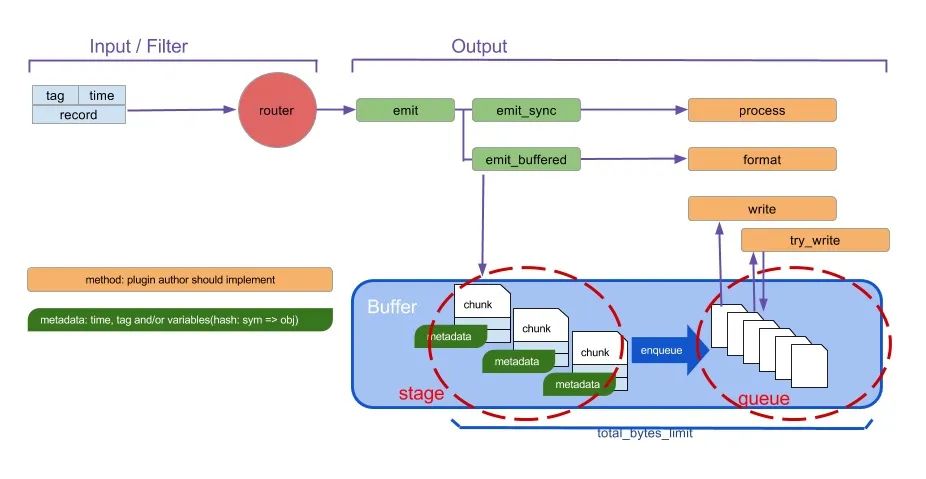 Input / Filter
Output
tag
time
record
router
emit
emit_sync
process
emit_buffered
format
write
try_write
method: plugin author should implement
metadata: time, tag and/or variables(hash: sym => obj)
Buffer
chunk
metadata
chunk
metadata
chunk
metadata
enqueue
stage
queue
total_bytes_limit